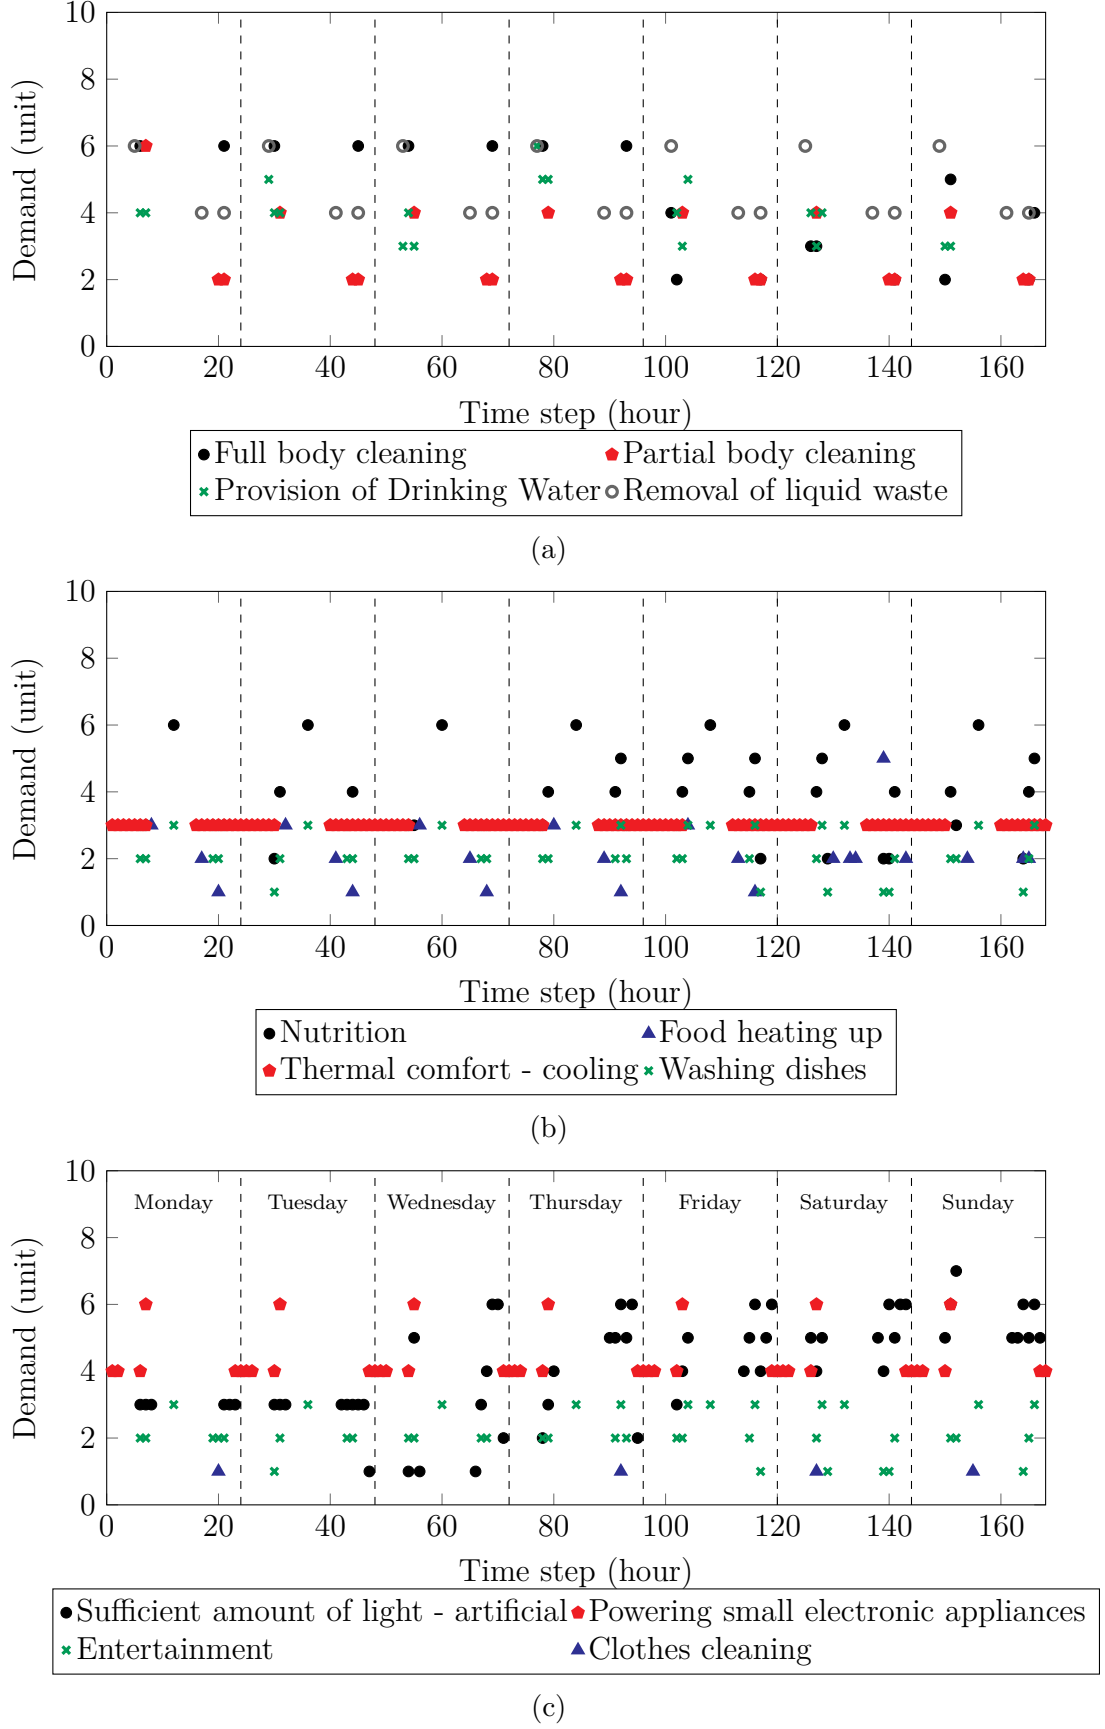 10
8
6
4
2
0
Demand (unit)
0 20 40 60 80 100 120 140 160
Time step (hour)
Full body cleaning Partial body cleaning
Provision of Drinking Water Removal of liquid waste
(a)
10
8
6
4
2
0
Demand (unit)
0 20 40 60 80 100 120 140 160
Time step (hour)
Nutrition Food heating up
Thermal comfort - cooling Washing dishes
(b)
10
8
6
4
2
0
Demand (unit)
Monday Tuesday Wednesday Thursday Friday Saturday Sunday
0 20 40 60 80 100 120 140 160
Time step (hour)
Sufficient amount of light - artificial Powering small electronic appliances
Entertainment Clothes cleaning
(c)